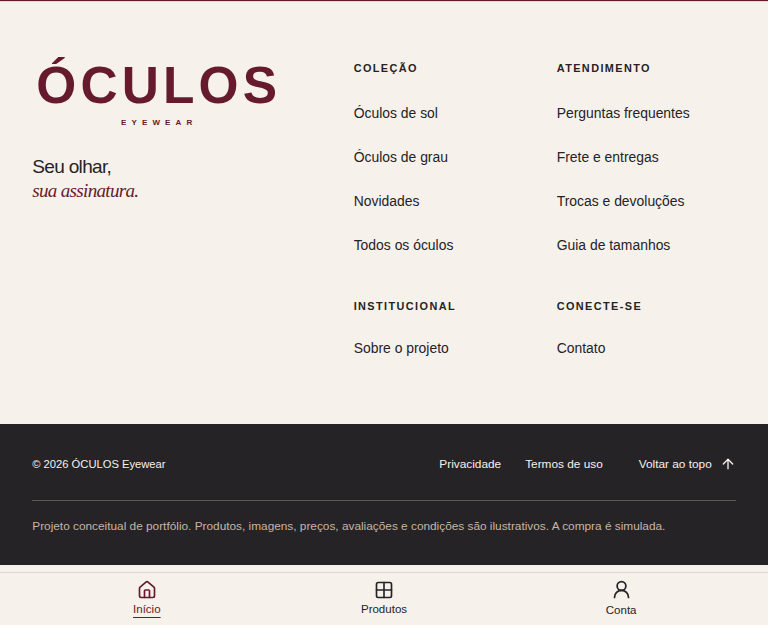 ÓCULOS
EYEWEAR
Seu olhar,
sua assinatura.
COLEÇÃO
Óculos de sol
Óculos de grau
Novidades
Todos os óculos
ATENDIMENTO
Perguntas frequentes
Frete e entregas
Trocas e devoluções
Guia de tamanhos
INSTITUCIONAL
Sobre o projeto
CONECTE-SE
Contato
© 2026 ÓCULOS Eyewear
Privacidade
Termos de uso
Voltar ao topo
Projeto conceitual de portfólio. Produtos, imagens, preços, avaliações e condições são ilustrativos. A compra é simulada.
Início
Produtos
Conta